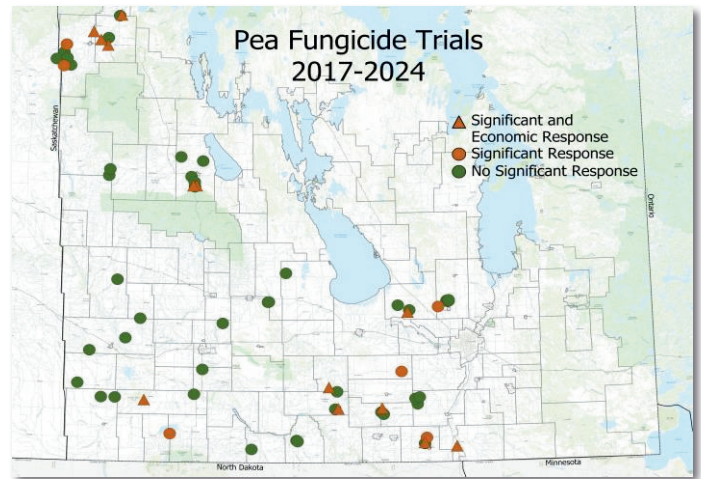 Pea Fungicide Trials
2017-2024
Significant and
Economic Response
Significant Response
No Significant Response
Saskatchewan
Ontario
North Dakota
Minnesota